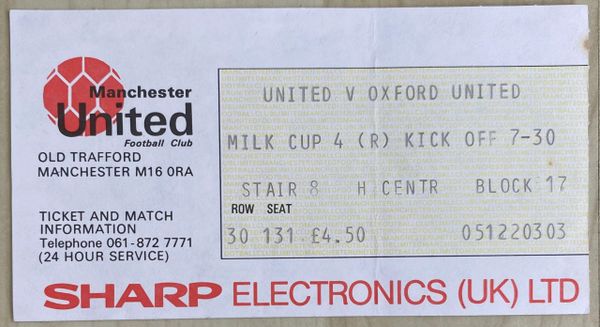 Manchester
United
Football Club
OLD TRAFFORD
MANCHESTER M16 0RA
TICKET AND MATCH
INFORMATION
Telephone 061-872 7771
(24 HOUR SERVICE)
UNITED V OXFORD UNITED
MILK CUP 4 (R) KICK OFF 7-30
STAIR 8 H CENTR BLOCK 17
ROW SEAT
30 131 £4.50 051220303
SHARP ELECTRONICS (UK) LTD